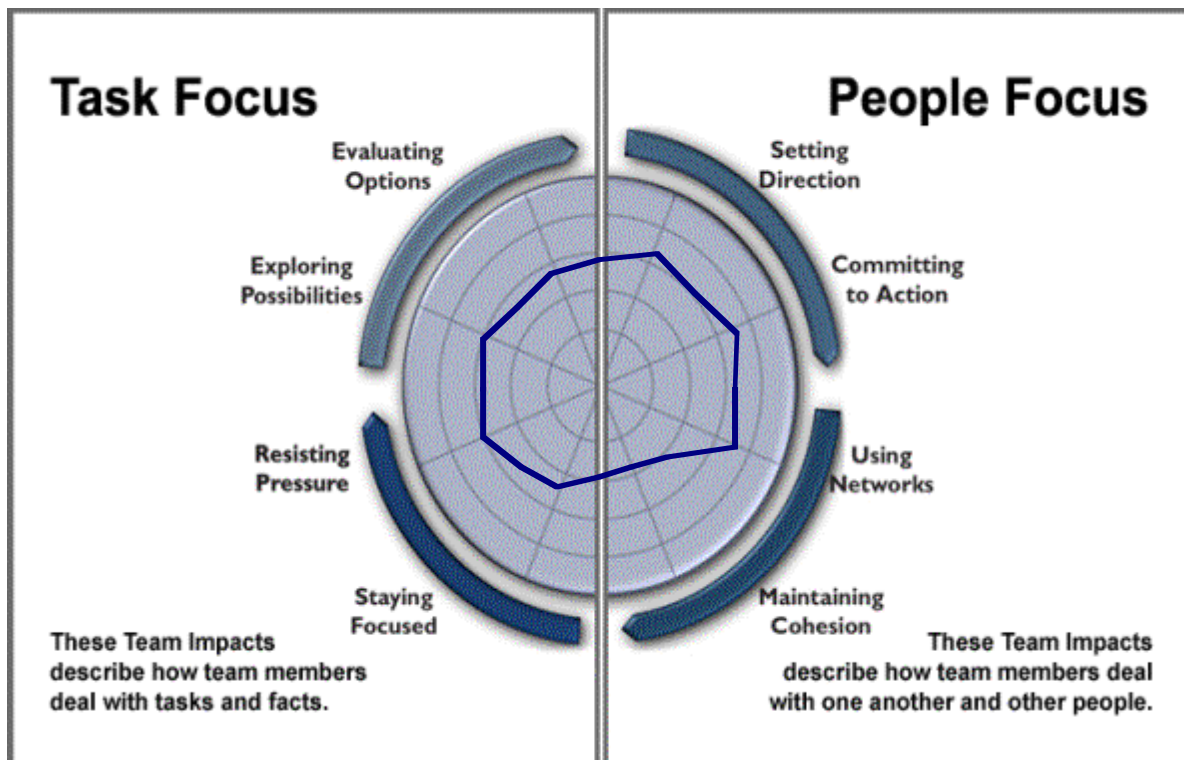 Task Focus
People Focus
Evaluating
Options
Setting
Direction
Exploring
Possibilities
Committing
to Action
Resisting
Pressure
Using
Networks
Staying
Focused
Maintaining
Cohesion
These Team Impacts
describe how team members
deal with tasks and facts.
These Team Impacts
describe how team members deal
with one another and other people.